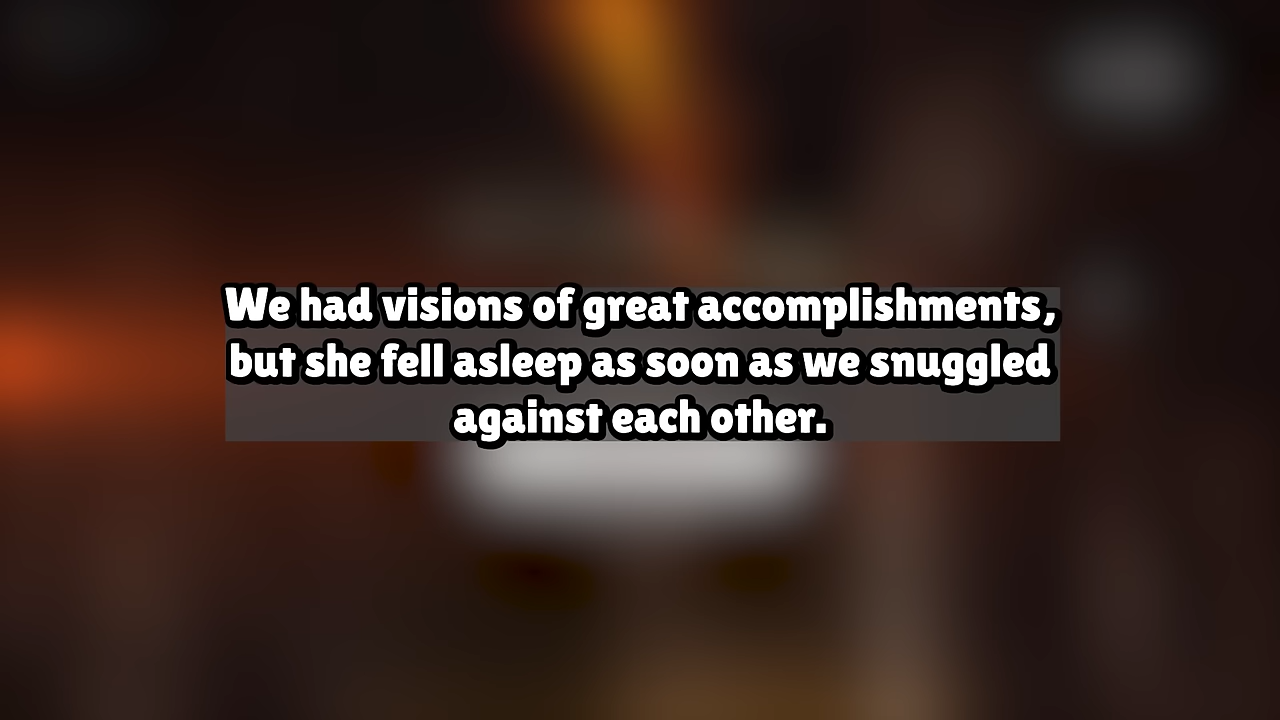 We had visions of great accomplishments,
but she fell asleep as soon as we snuggled
against each other.